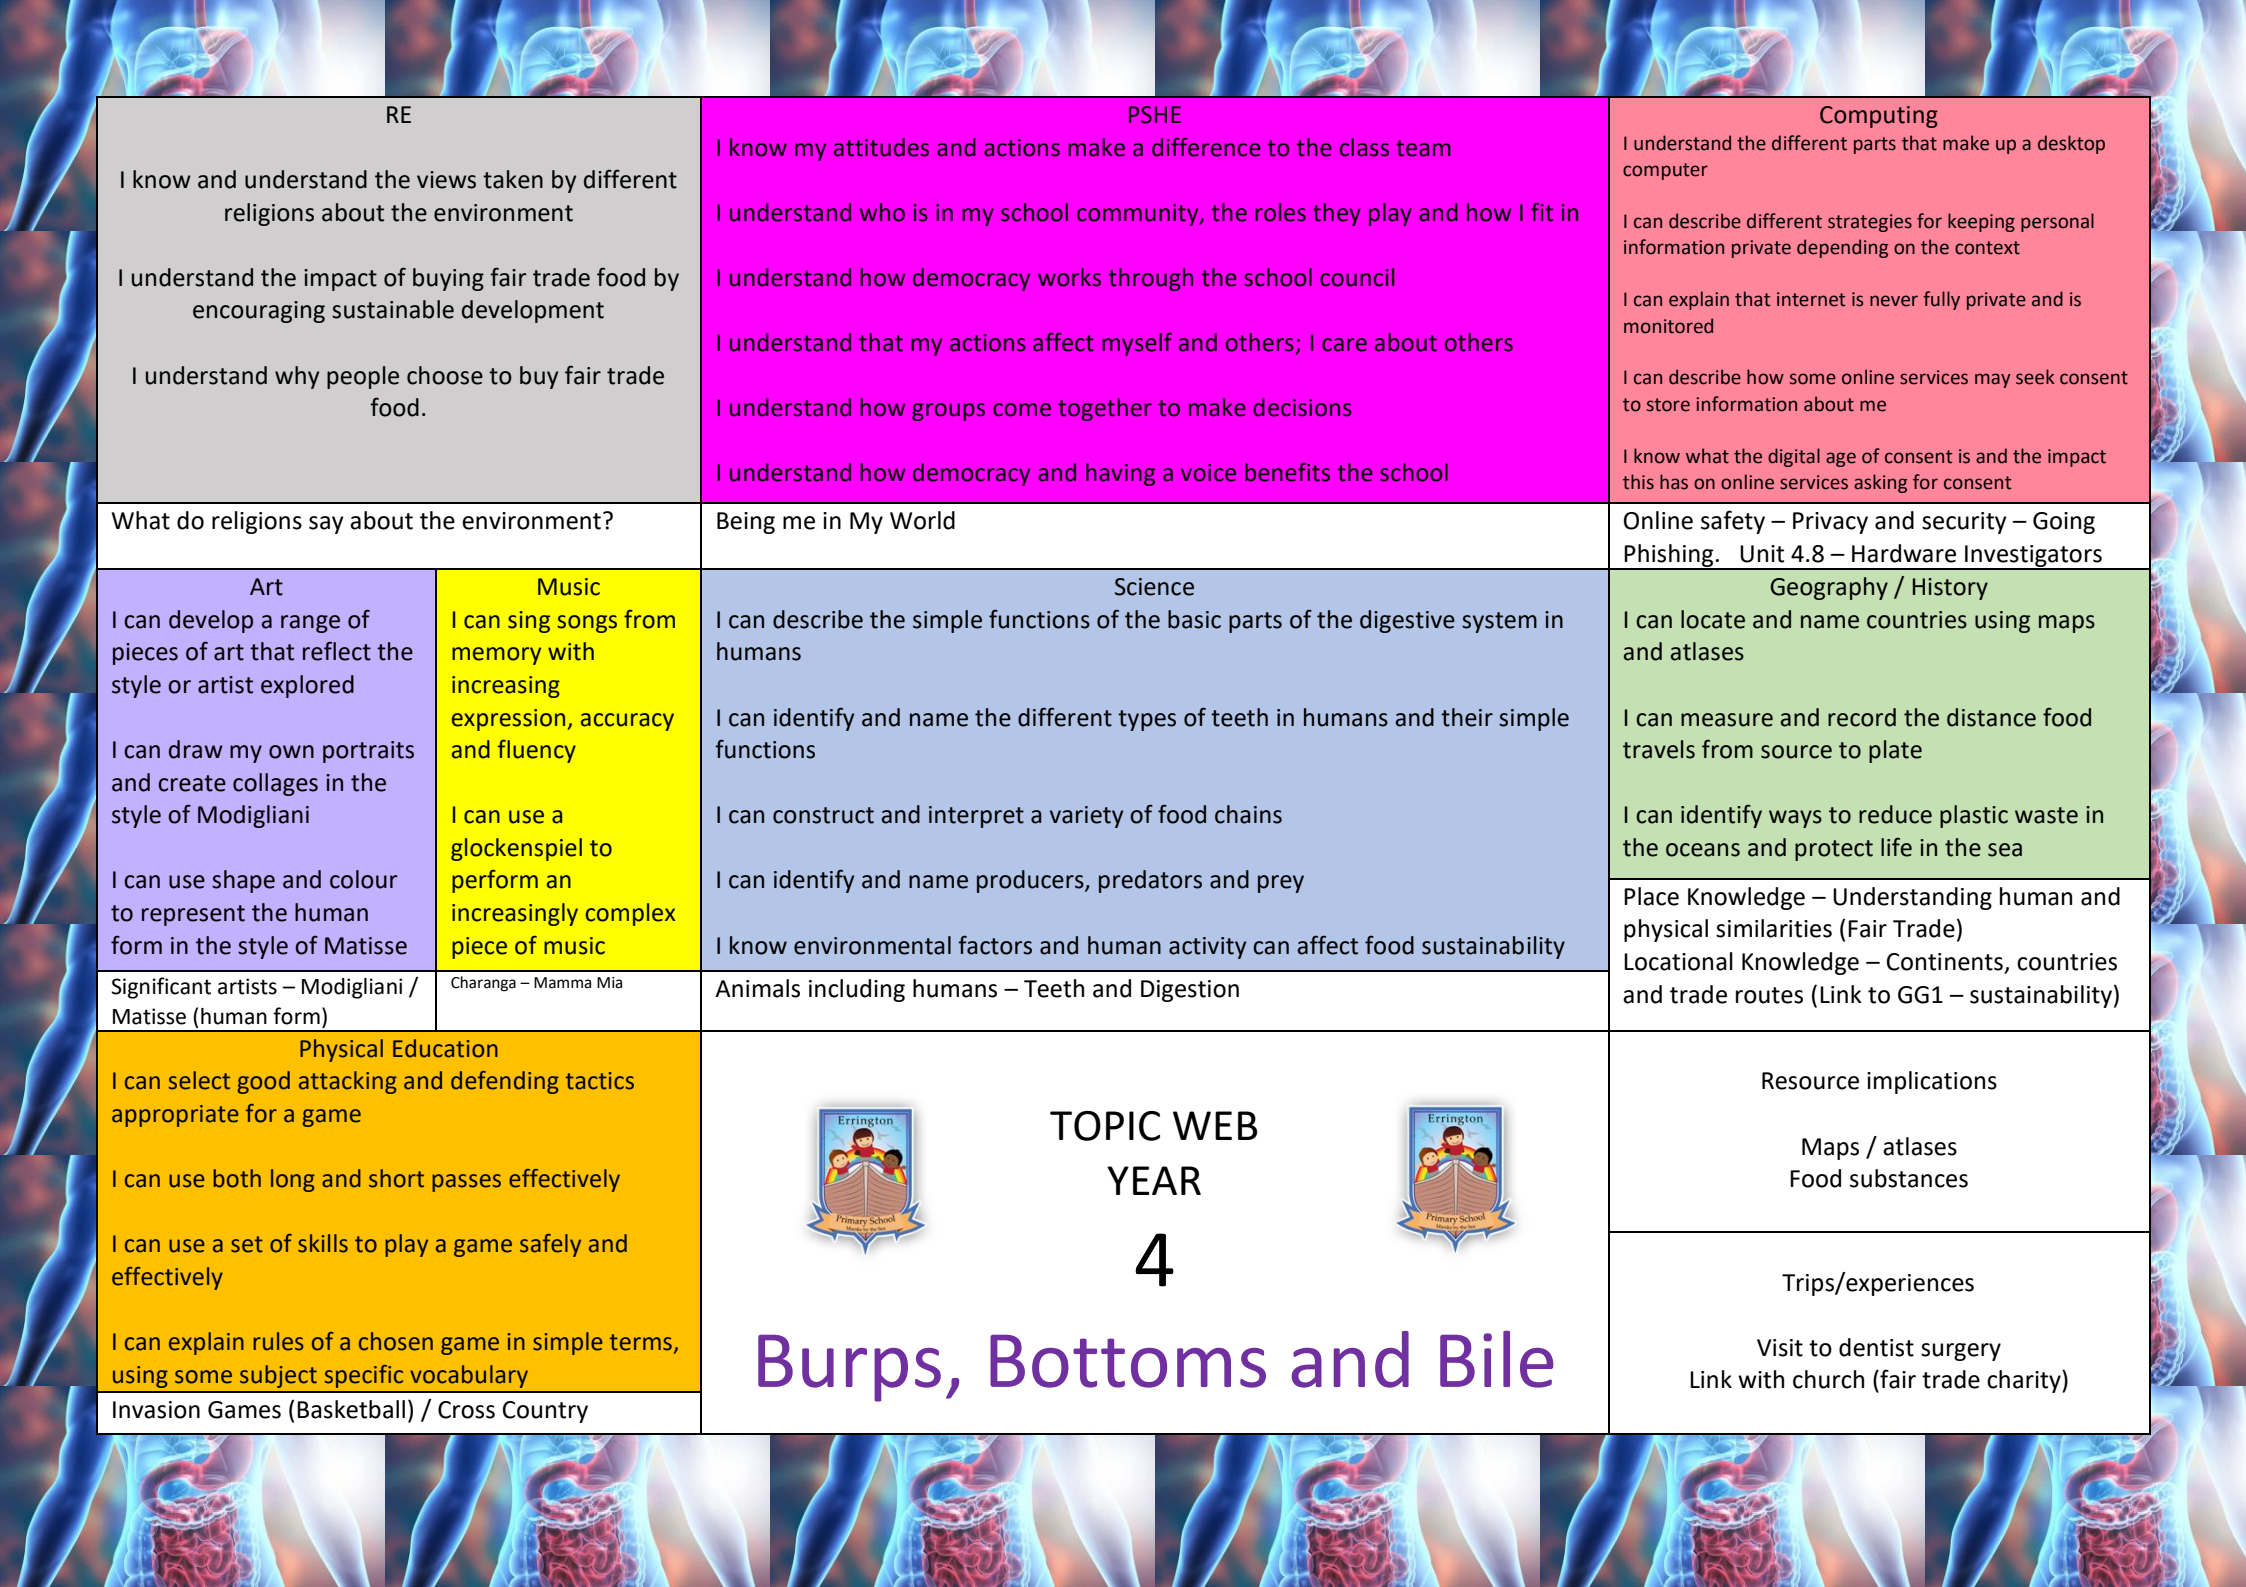 RE
I know and understand the views taken by different
religions about the environment
I understand the impact of buying fair trade food by
encouraging sustainable development
I understand why people choose to buy fair trade
food.
What do religions say about the environment?
PSHE
I know my attitudes and actions make a difference to the class team
I understand who is in my school community, the roles they play and how I fit in
I understand how democracy works through the school council
I understand that my actions affect myself and others; I care about others
I understand how groups come together to make decisions
I understand how democracy and having a voice benefits the school
Being me in My World
Computing
I understand the different parts that make up a desktop
computer
I can describe different strategies for keeping personal
information private depending on the context
I can explain that internet is never fully private and is
monitored
I can describe how some online services may seek consent
to store information about me
I know what the digital age of consent is and the impact
this has on online services asking for consent
Online safety – Privacy and security – Going
Phishing.   Unit 4.8 – Hardware Investigators
Art
I can develop a range of
pieces of art that reflect the
style or artist explored
I can draw my own portraits
and create collages in the
style of Modigliani
I can use shape and colour
to represent the human
form in the style of Matisse
Significant artists – Modigliani /
Matisse (human form)
Music
I can sing songs from
memory with
increasing
expression, accuracy
and fluency
I can use a
glockenspiel to
perform an
increasingly complex
piece of music
Charanga – Mamma Mia
Science
I can describe the simple functions of the basic parts of the digestive system in
humans
I can identify and name the different types of teeth in humans and their simple
functions
I can construct and interpret a variety of food chains
I can identify and name producers, predators and prey
I know environmental factors and human activity can affect food sustainability
Animals including humans – Teeth and Digestion
Geography / History
I can locate and name countries using maps
and atlases
I can measure and record the distance food
travels from source to plate
I can identify ways to reduce plastic waste in
the oceans and protect life in the sea
Place Knowledge – Understanding human and
physical similarities (Fair Trade)
Locational Knowledge – Continents, countries
and trade routes (Link to GG1 – sustainability)
Physical Education
I can select good attacking and defending tactics
appropriate for a game
I can use both long and short passes effectively
I can use a set of skills to play a game safely and
effectively
I can explain rules of a chosen game in simple terms,
using some subject specific vocabulary
Invasion Games (Basketball) / Cross Country
Errington
Primary School
Marske by the Sea
TOPIC WEB
YEAR
4
Errington
Primary School
Marske by the Sea
Burps, Bottoms and Bile
Resource implications
Maps / atlases
Food substances
Trips/experiences
Visit to dentist surgery
Link with church (fair trade charity)